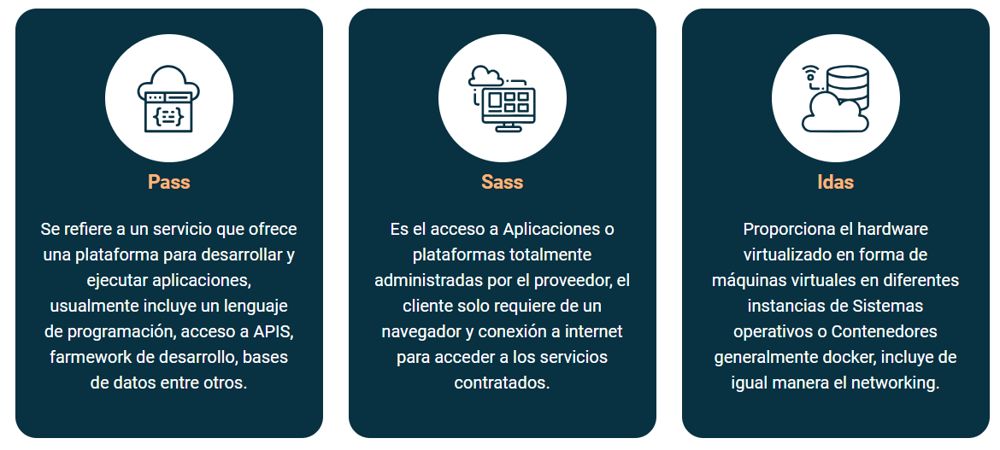 Pass
Se refiere a un servicio que ofrece
una plataforma para desarrollar y
ejecutar aplicaciones,
usualmente incluye un lenguaje
de programación, acceso a APIS,
farmework de desarrollo, bases
de datos entre otros.
Sass
Es el acceso a Aplicaciones o
plataformas totalmente
administradas por el proveedor, el
cliente solo requiere de un
navegador y conexión a internet
para acceder a los servicios
contratados.
Idas
Proporciona el hardware
virtualizado en forma de
máquinas virtuales en diferentes
instancias de Sistemas
operativos o Contenedores
generalmente docker, incluye de
igual manera el networking.